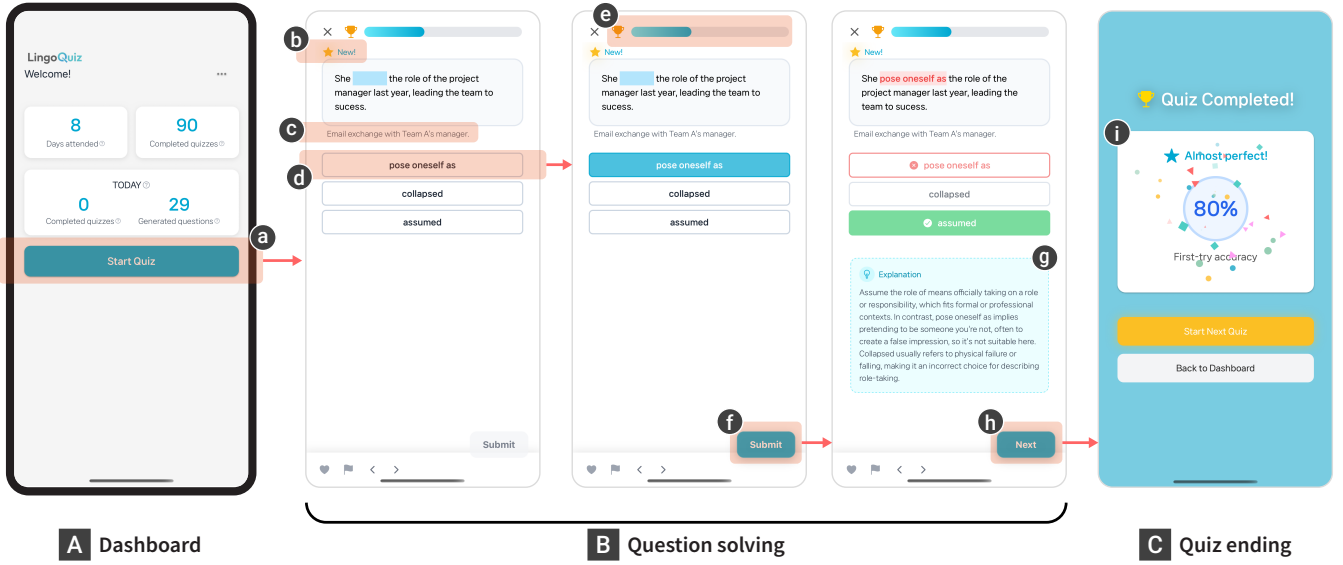 LingoQuiz
Welcome!
8
Days attended
90
Completed quizzes
TODAY
0
Completed quizzes
29
Generated questions
a
Start Quiz
b
New!
She the role of the project
manager last year, leading the team to
sucess.
c
Email exchange with Team A's manager.
d
pose oneself as
collapsed
assumed
Submit
e
New!
She the role of the project
manager last year, leading the team to
sucess.
Email exchange with Team A's manager.
pose oneself as
collapsed
assumed
f
Submit
New!
She pose oneself as the role of the
project manager last year, leading the
team to sucess.
Email exchange with Team A's manager.
pose oneself as
collapsed
assumed
g
Explanation
Assume the role of means officially taking on a role
or responsibility, which fits formal or professional
contexts. In contrast, pose oneself as implies
pretending to be someone you're not, often to
create a false impression, so it's not suitable here.
Collapsed usually refers to physical failure or
falling, making it an incorrect choice for describing
role-taking.
h
Next
Quiz Completed!
i
Almost perfect!
80%
First-try accuracy
Start Next Quiz
Back to Dashboard
A Dashboard
B Question solving
C Quiz ending